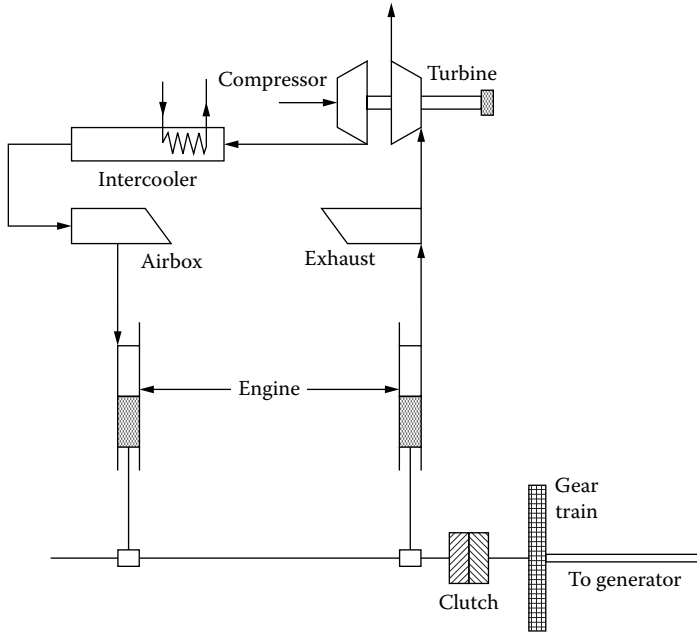 Compressor
Turbine
Intercooler
Airbox
Exhaust
Engine
Gear
train
To generator
Clutch